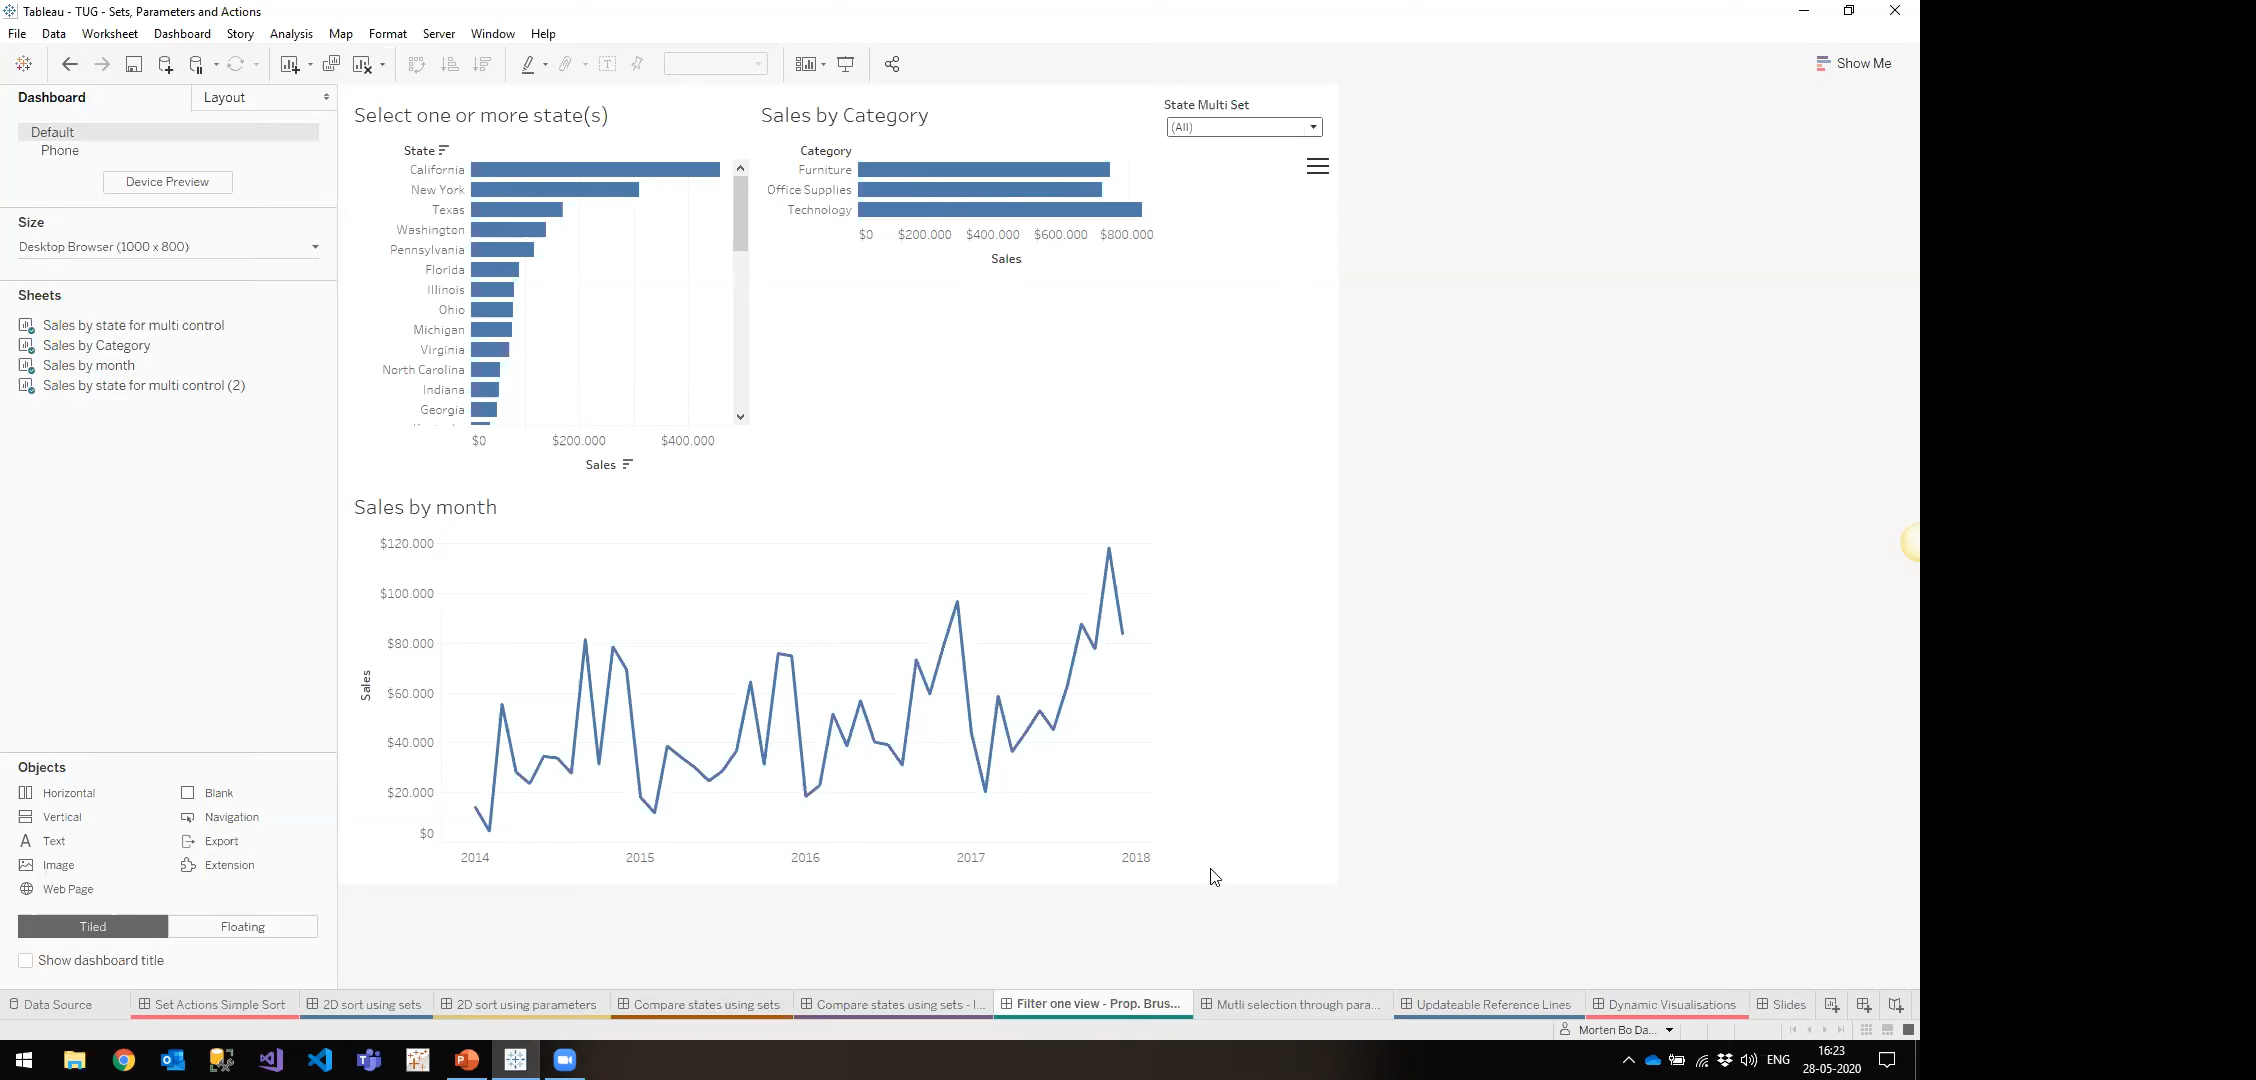 Tableau - TUG - Sets, Parameters and Actions
File Data Worksheet Dashboard Story Analysis Map Format Server Window Help
Show Me
Dashboard
Layout
Default
Phone
Device Preview
Size
Desktop Browser (1000 x 800)
Sheets
Sales by state for multi control
Sales by Category
Sales by month
Sales by state for multi control (2)
Objects
Horizontal
Blank
Vertical
Navigation
Text
Export
Image
Extension
Web Page
Tiled
Floating
Show dashboard title
Select one or more state(s)
State
California
New York
Texas
Washington
Pennsylvania
Florida
Illinois
Ohio
Michigan
Virginia
North Carolina
Indiana
Georgia
$0 $200.000 $400.000
Sales
Sales by Category
Category
Furniture
Office Supplies
Technology
$0 $200.000 $400.000 $600.000 $800.000
Sales
State Multi Set
(All)
Sales by month
$120.000
$100.000
$80.000
$60.000
$40.000
$20.000
$0
Sales
2014 2015 2016 2017 2018
Data Source
Set Actions Simple Sort
2D sort using sets
2D sort using parameters
Compare states using sets
Compare states using sets - I...
Filter one view - Prop. Brus...
Mutli selection through para...
Updateable Reference Lines
Dynamic Visualisations
Slides
Morten Bo Da...
ENG
16:23
28-05-2020